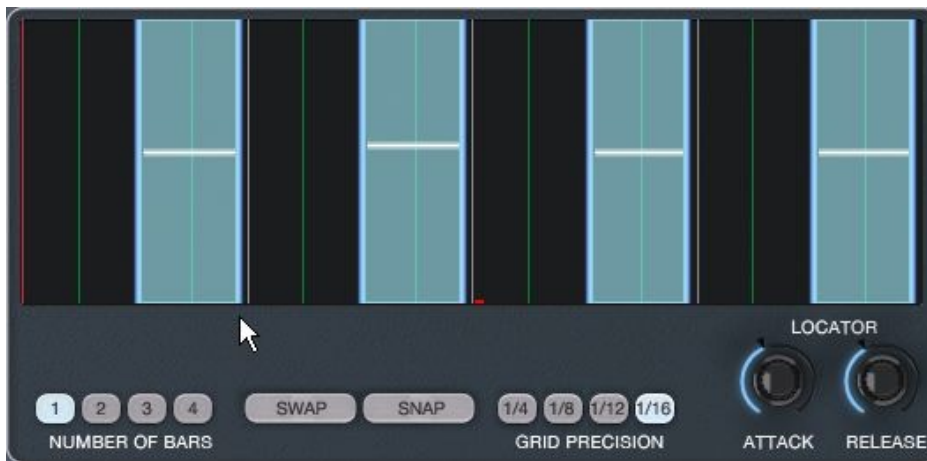 LOCATOR
1 2 3 4 SWAP SNAP 1/4 1/8 1/12 1/16
NUMBER OF BARS GRID PRECISION ATTACK RELEASE